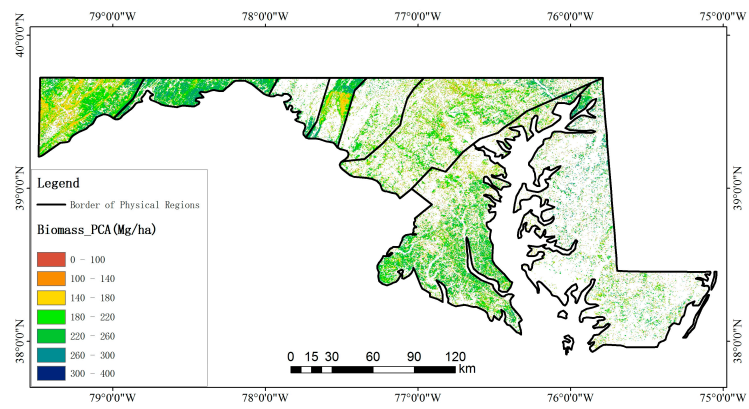 79°0'0"W 78°0'0"W 77°0'0"W 76°0'0"W 75°0'0"W
40°0'0"N 40°0'0"N
39°0'0"N 39°0'0"N
Legend
Border of Physical Regions
Biomass_PCA(Mg/ha)
0 - 100
100 - 140
140 - 180
180 - 220
220 - 260
260 - 300
300 - 400
38°0'0"N 38°0'0"N
0 15 30 60 90 120
km
79°0'0"W 78°0'0"W 77°0'0"W 76°0'0"W 75°0'0"W